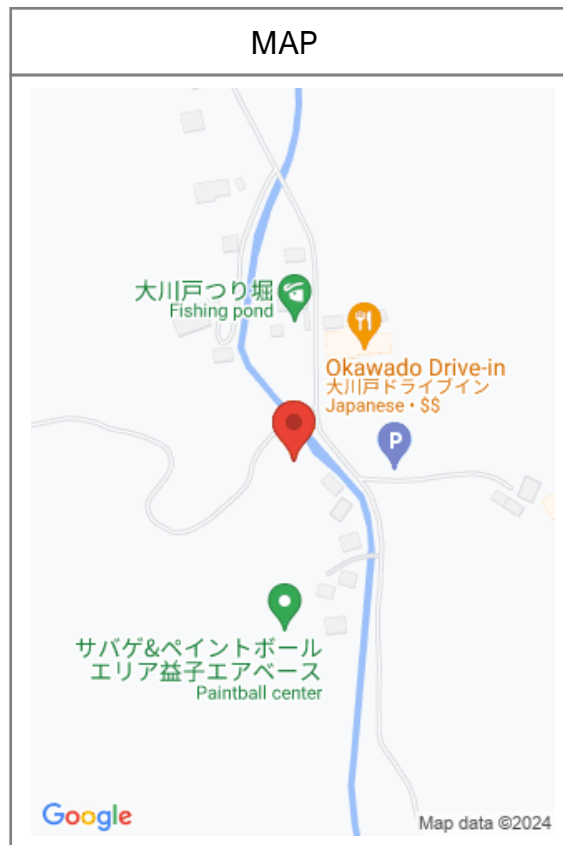 MAP
大川戸つり堀
Fishing pond
Okawado Drive-in
大川戸ドライブイン
Japanese • $$
P
サバゲ&ペイントボール
エリア益子エアベース
Paintball center
Google
Map data ©2024